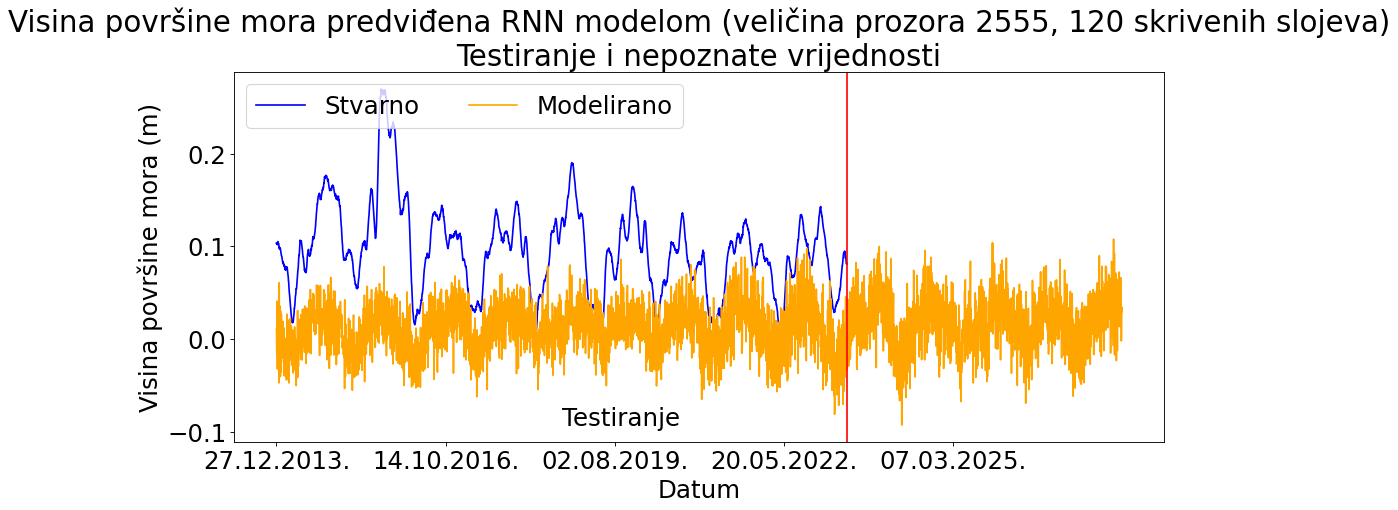 Visina površine mora predviđena RNN modelom (veličina prozora 2555, 120 skrivenih slojeva)
Testiranje i nepoznate vrijednosti
Stvarno Modelirano
Visina površine mora (m)
0.2
0.1
0.0
−0.1
Testiranje
27.12.2013. 14.10.2016. 02.08.2019. 20.05.2022. 07.03.2025.
Datum